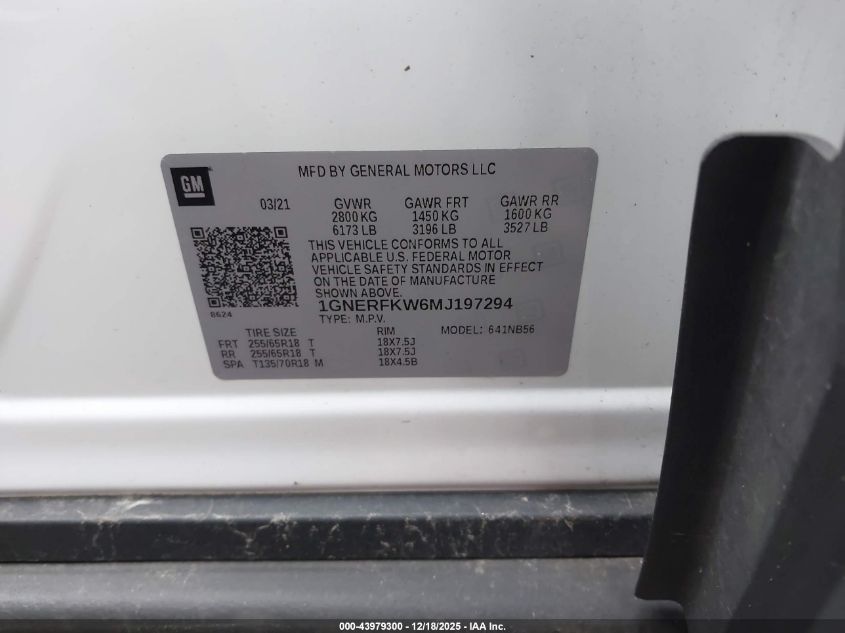 MFD BY GENERAL MOTORS LLC
GM
03/21 GVWR GAWR FRT GAWR RR
2800 KG 1450 KG 1600 KG
6173 LB 3196 LB 3527 LB
THIS VEHICLE CONFORMS TO ALL
APPLICABLE U.S. FEDERAL MOTOR
VEHICLE SAFETY STANDARDS IN EFFECT
ON THE DATE OF MANUFACTURE
SHOWN ABOVE.
1GNERFKW6MJ197294
8624
TYPE: M.P.V.
TIRE SIZE RIM MODEL: 641NB56
FRT 255/65R18 T 18X7.5J
RR 255/65R18 T 18X7.5J
SPA T135/70R18 M 18X4.5B
000-43979300 - 12/18/2025 - IAA Inc.